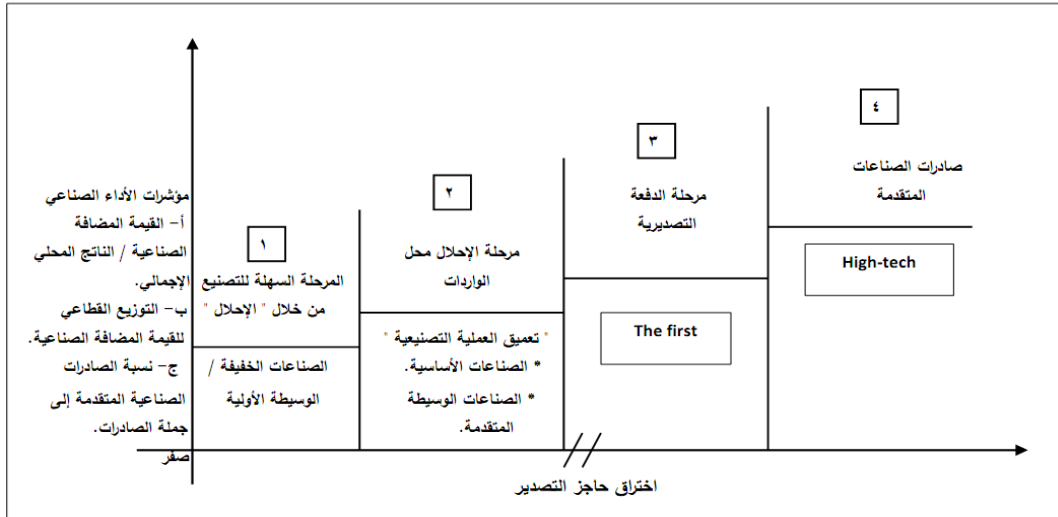 مؤشرات الأداء الصناعي
أ- القيمة المضافة
الصناعية / الناتج المحلي
الإجمالي.
ب- التوزيع القطاعي
للقيمة المضافة الصناعية.
ج- نسبة الصادرات
الصناعية المتقدمة إلى
جملة الصادرات.
صفر
١
المرحلة السهلة للتصنيع
من خلال " الإحلال "
الصناعات الخفيفة /
الوسيطة الأولية
٢
مرحلة الإحلال محل
الواردات
" تعميق العملية التصنيعية "
* الصناعات الأساسية.
* الصناعات الوسيطة
المتقدمة.
٣
مرحلة الدفعة
التصديرية
The first
٤
صادرات الصناعات
المتقدمة
High-tech
اختراق حاجز التصدير